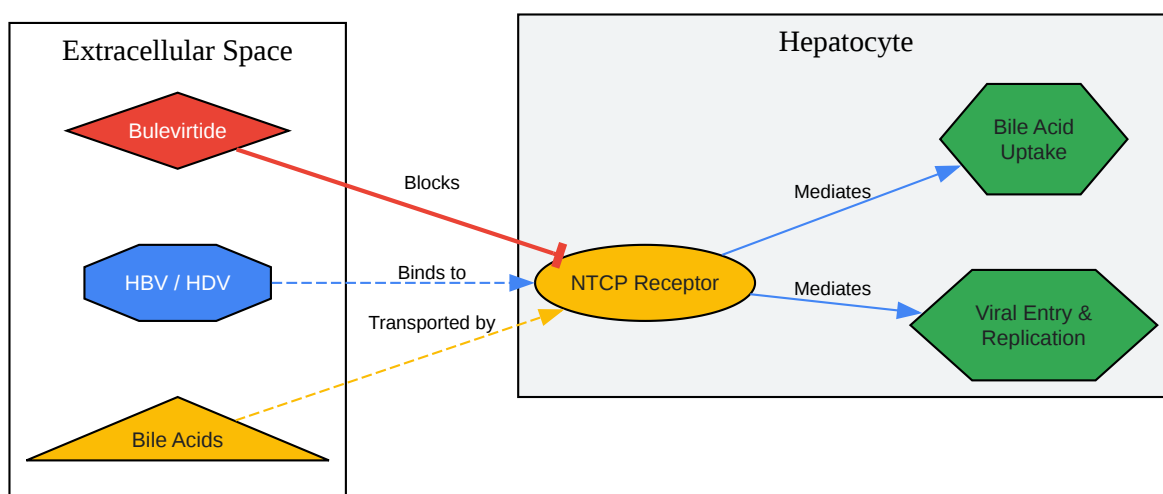 Extracellular Space
Hepatocyte
Bulevirtide
Blocks
Bile Acid
Uptake
Mediates
HBV / HDV
Binds to
NTCP Receptor
Mediates
Viral Entry &
Replication
Transported by
Bile Acids